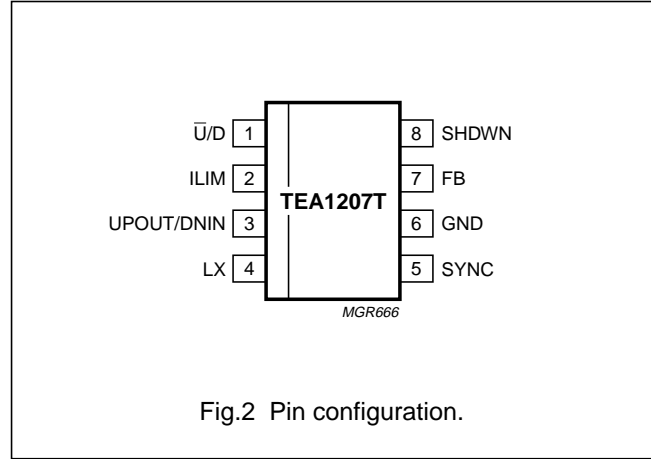 U̅/D 1
ILIM 2
UPOUT/DNIN 3
LX 4
TEA1207T
8 SHDWN
7 FB
6 GND
5 SYNC
MGR666
Fig.2 Pin configuration.